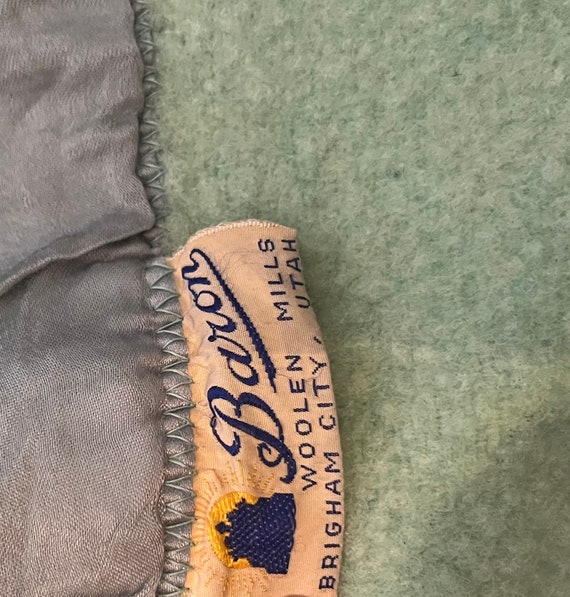 Baron
WOOLEN MILLS
BRIGHAM CITY, UTAH